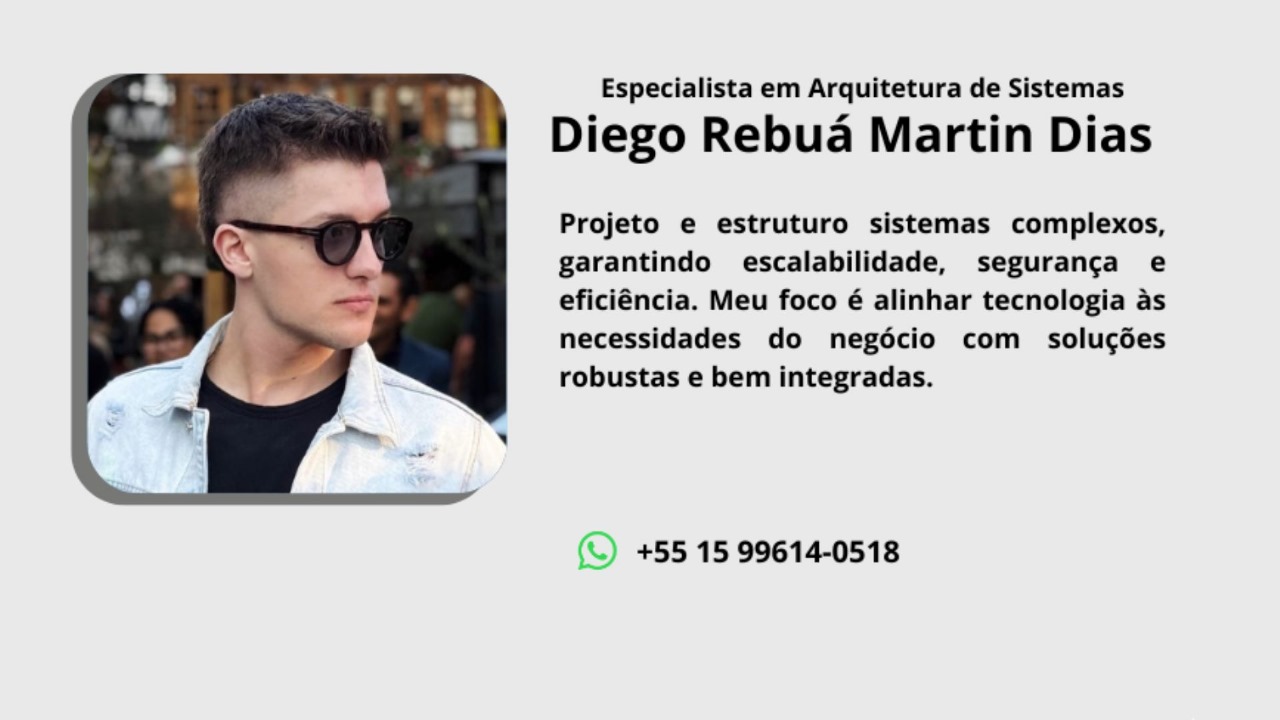 Especialista em Arquitetura de Sistemas
Diego Rebuá Martin Dias
Projeto e estruturo sistemas complexos,
garantindo escalabilidade, segurança e
eficiência. Meu foco é alinhar tecnologia às
necessidades do negócio com soluções
robustas e bem integradas.
+55 15 99614-0518